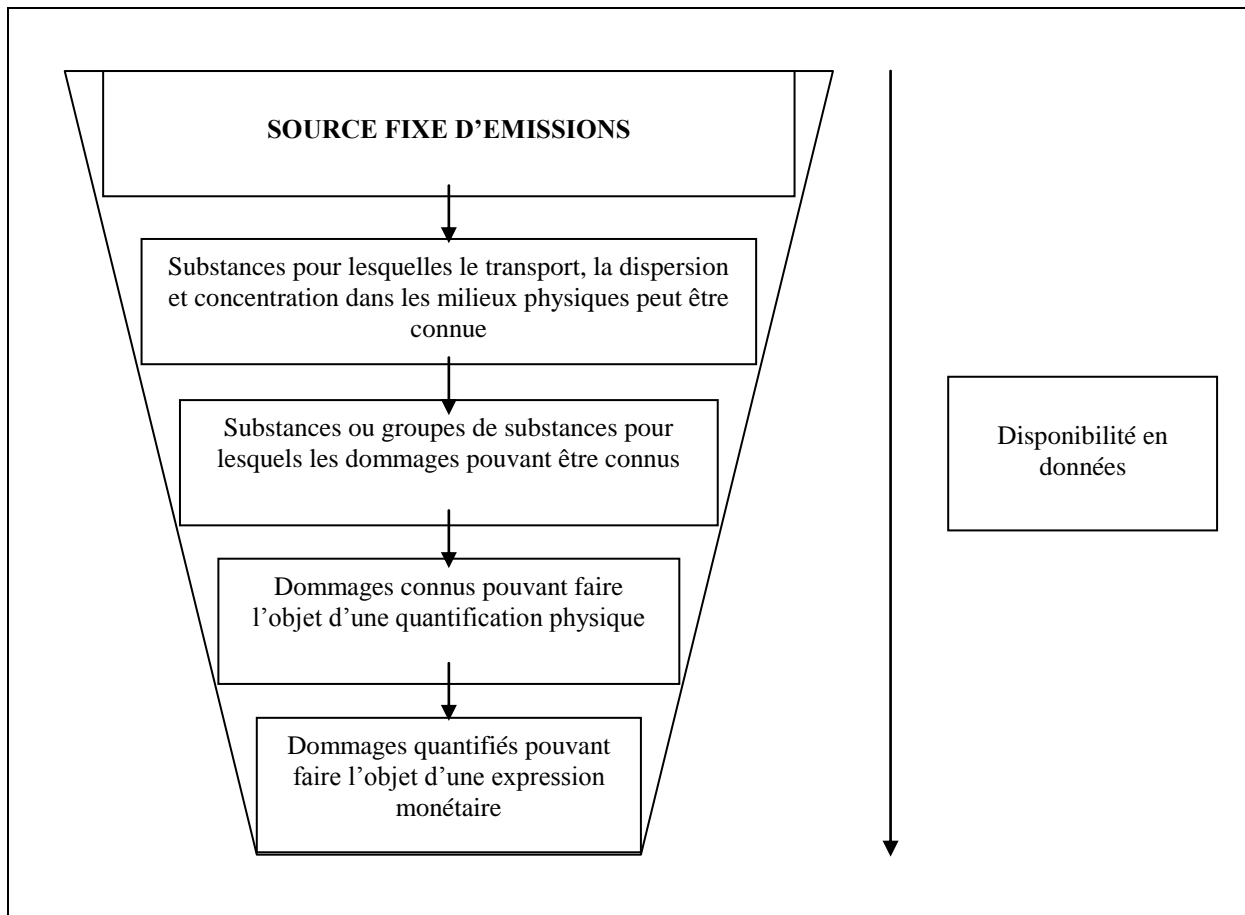 SOURCE FIXE D’EMISSIONS
Substances pour lesquelles le transport, la dispersion
et concentration dans les milieux physiques peut être
connue
Substances ou groupes de substances pour
lesquels les dommages pouvant être connus
Disponibilité en
données
Dommages connus pouvant faire
l’objet d’une quantification physique
Dommages quantifiés pouvant
faire l’objet d’une expression
monétaire